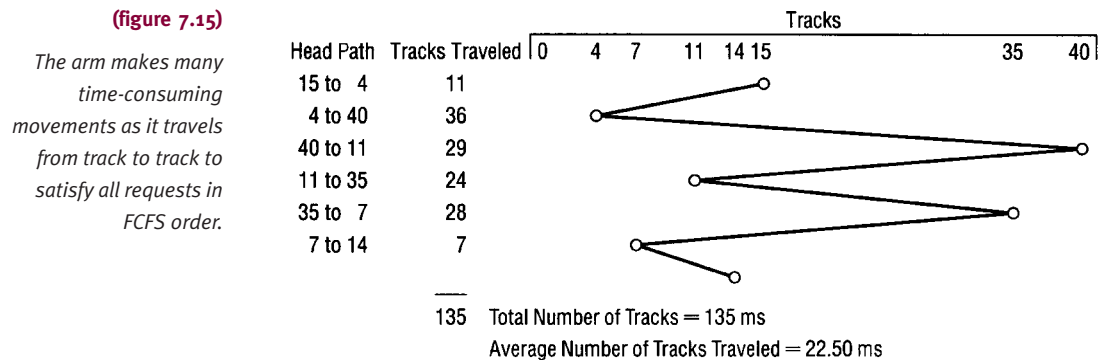 (figure 7.15)
The arm makes many
time-consuming
movements as it travels
from track to track to
satisfy all requests in
FCFS order.
Tracks
Head Path Tracks Traveled 0 4 7 11 14 15 35 40
15 to 4 11
4 to 40 36
40 to 11 29
11 to 35 24
35 to 7 28
7 to 14 7
135 Total Number of Tracks = 135 ms
Average Number of Tracks Traveled = 22.50 ms